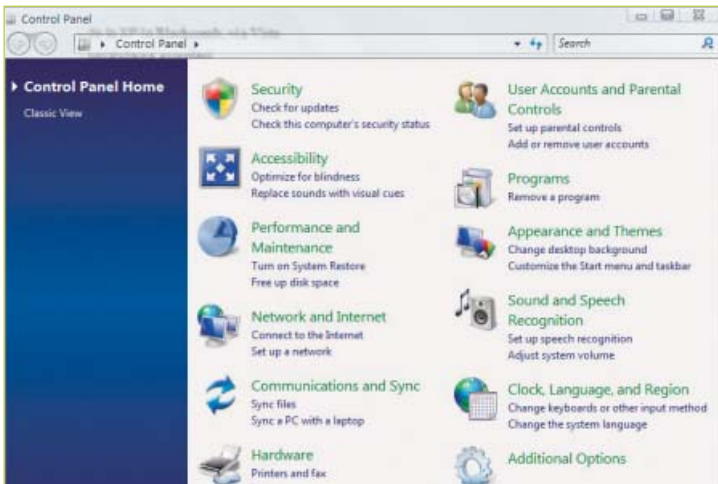 Control Panel
Control Panel
Search
Control Panel Home
Classic View
Security
Check for updates
Check this computer's security status
Accessibility
Optimize for blindness
Replace sounds with visual cues
Performance and
Maintenance
Turn on System Restore
Free up disk space
Network and Internet
Connect to the Internet
Set up a network
Communications and Sync
Sync files
Sync a PC with a laptop
Hardware
Printers and fax
User Accounts and Parental
Controls
Set up parental controls
Add or remove user accounts
Programs
Remove a program
Appearance and Themes
Change desktop background
Customize the Start menu and taskbar
Sound and Speech
Recognition
Set up speech recognition
Adjust system volume
Clock, Language, and Region
Change keyboards or other input method
Change the system language
Additional Options